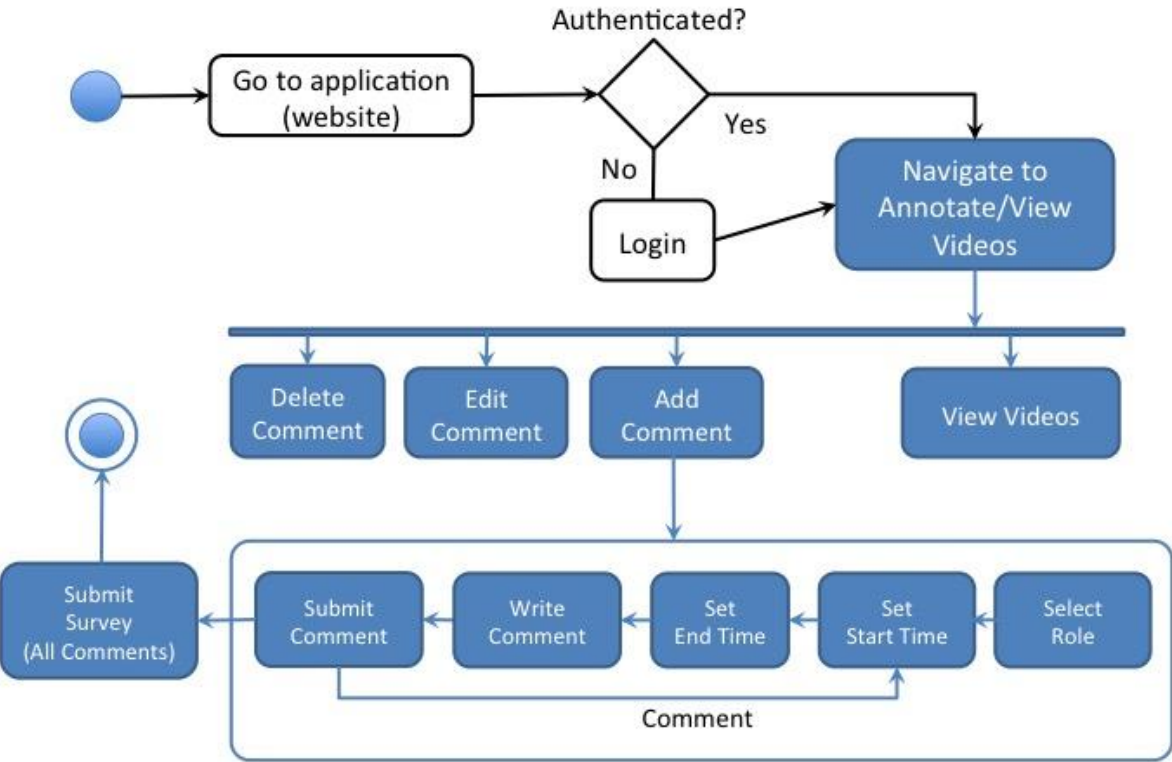 Authenticated?
Go to application
(website)
Yes
No
Login
Navigate to
Annotate/View
Videos
Delete
Comment
Edit
Comment
Add
Comment
View Videos
Submit
Survey
(All Comments)
Submit
Comment
Write
Comment
Set
End Time
Set
Start Time
Select
Role
Comment